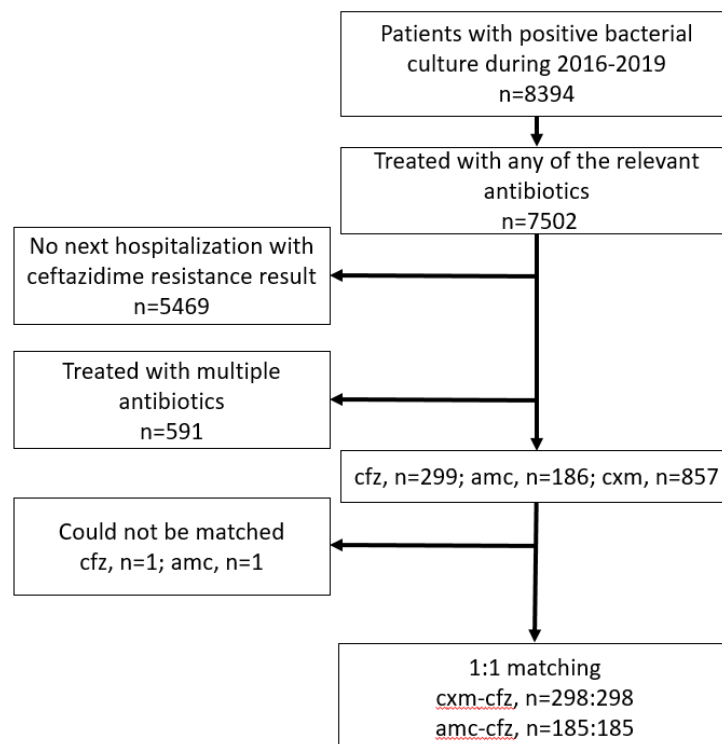 Patients with positive bacterial
culture during 2016-2019
n=8394
Treated with any of the relevant
antibiotics
n=7502
No next hospitalization with
ceftazidime resistance result
n=5469
Treated with multiple
antibiotics
n=591
cfz, n=299; amc, n=186; cxm, n=857
Could not be matched
cfz, n=1; amc, n=1
1:1 matching
cxm-cfz, n=298:298
amc-cfz, n=185:185